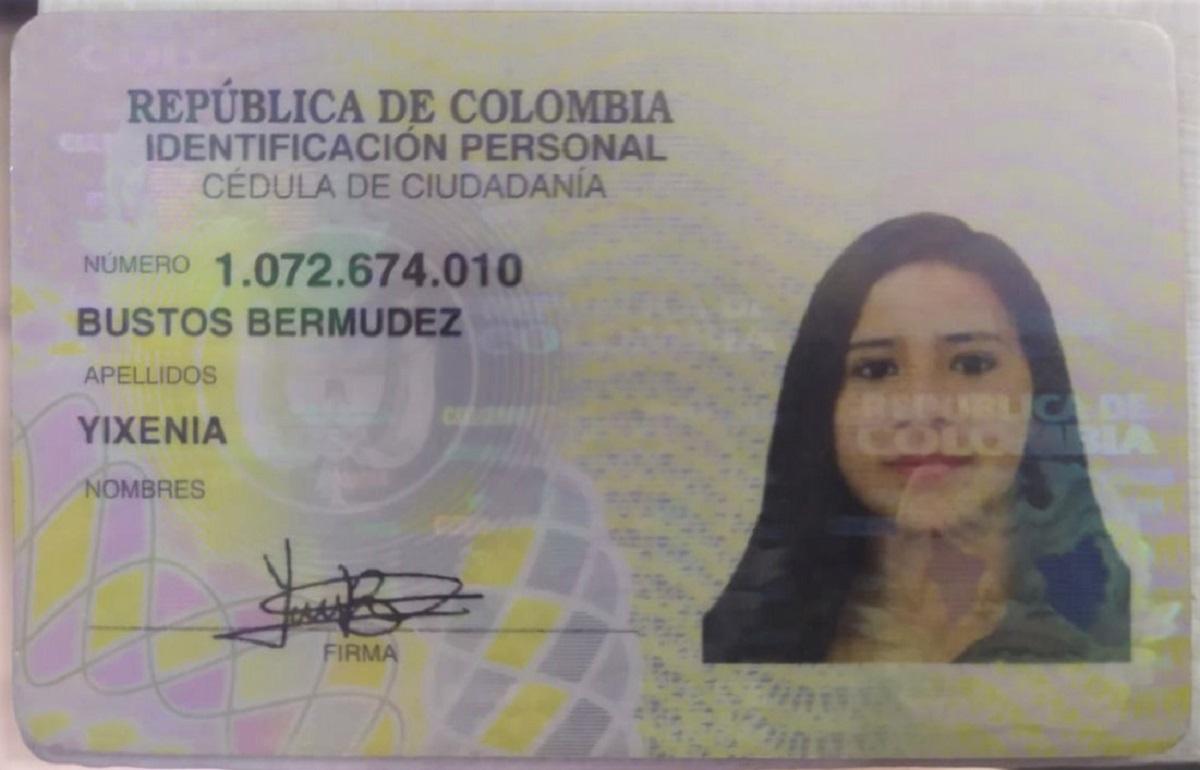 REPÚBLICA DE COLOMBIA
IDENTIFICACIÓN PERSONAL
CÉDULA DE CIUDADANÍA
NÚMERO 1.072.674.010
BUSTOS BERMUDEZ
APELLIDOS
YIXENIA
NOMBRES
REPÚBLICA DE
COLOMBIA
FIRMA